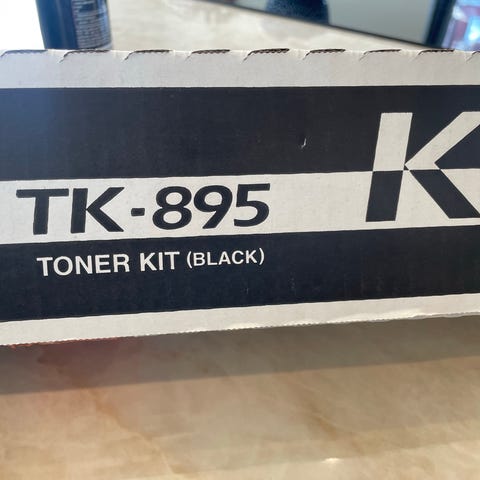 TK-895
K
TONER KIT (BLACK)